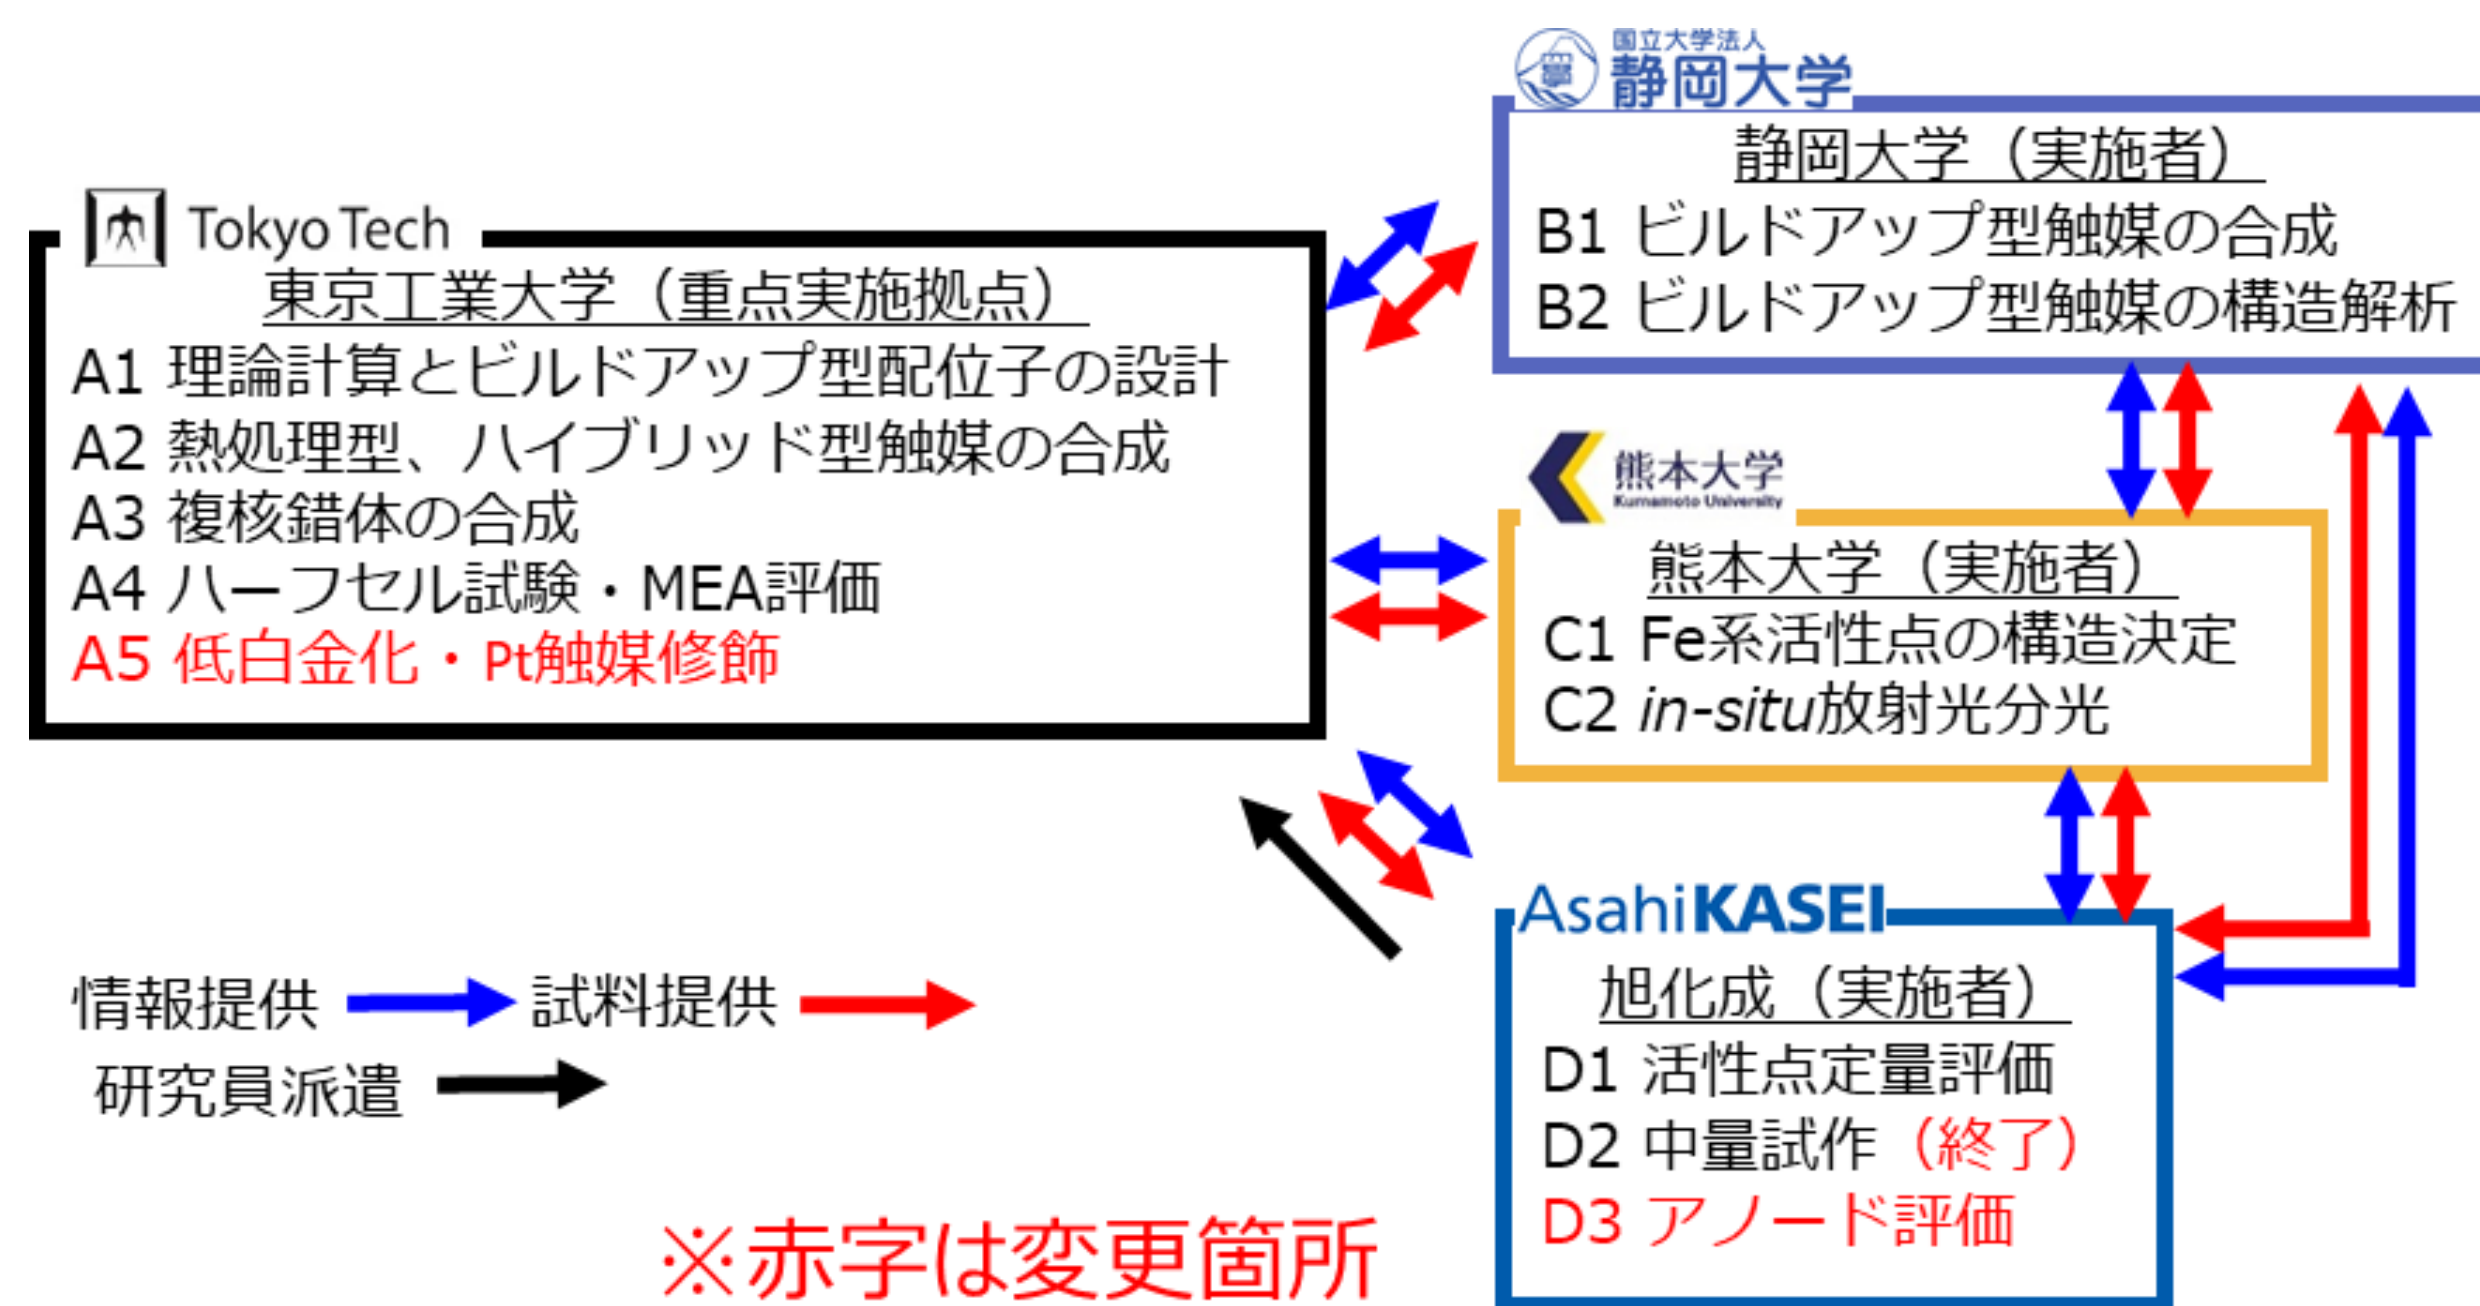 Tokyo Tech
東京工業大学（重点実施拠点）
A1 理論計算とビルドアップ型配位子の設計
A2 熱処理型、ハイブリッド型触媒の合成
A3 複核錯体の合成
A4 ハーフセル試験・MEA評価
A5 低白金化・Pt触媒修飾
国立大学法人
静岡大学
静岡大学（実施者）
B1 ビルドアップ型触媒の合成
B2 ビルドアップ型触媒の構造解析
熊本大学
Kumamoto University
熊本大学（実施者）
C1 Fe系活性点の構造決定
C2 in-situ放射光分光
AsahiKASEI
旭化成（実施者）
D1 活性点定量評価
D2 中量試作（終了）
D3 アノード評価
情報提供 試料提供
研究員派遣
※赤字は変更箇所